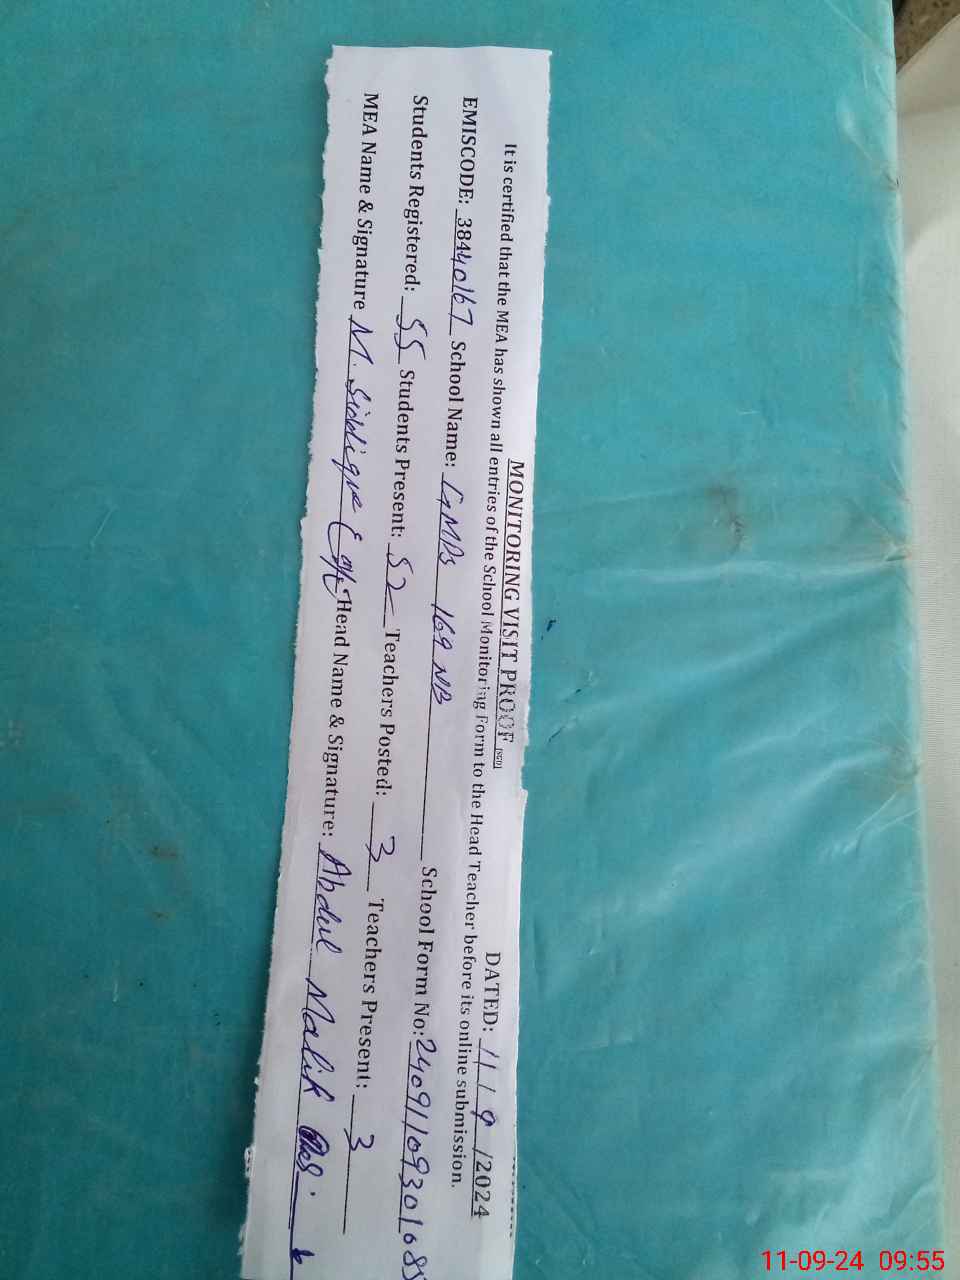 MONITORING VISIT PROOF (SGD) DATED: 11/9/2024
It is certified that the MEA has shown all entries of the School Monitoring Form to the Head Teacher before its online submission.
EMISCODE: 38440167 School Name: GMPS 169 NB School Form No: 24091109301685
Students Registered: 55 Students Present: 52 Teachers Posted: 3 Teachers Present: 3
MEA Name & Signature M. Siddique Head Name & Signature: Abdul Malik
11-09-24 09:55